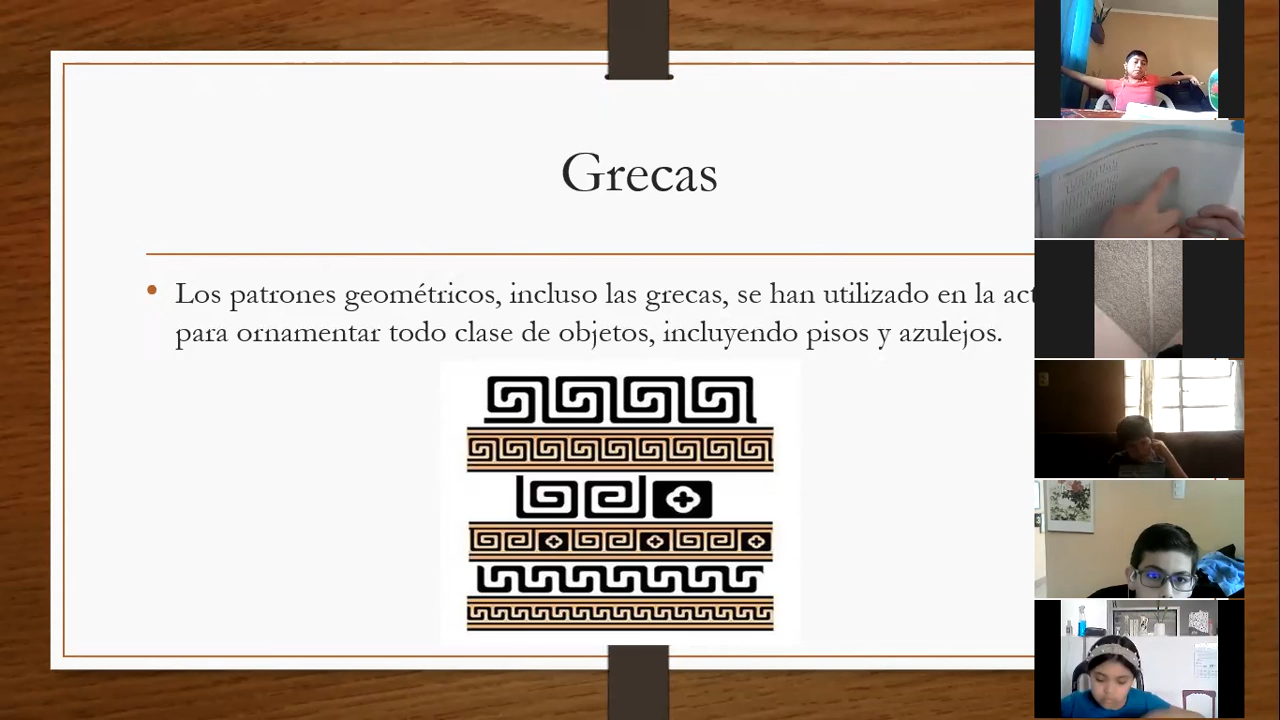 Grecas
• Los patrones geométricos, incluso las grecas, se han utilizado en la
para ornamentar todo clase de objetos, incluyendo pisos y azulejos.